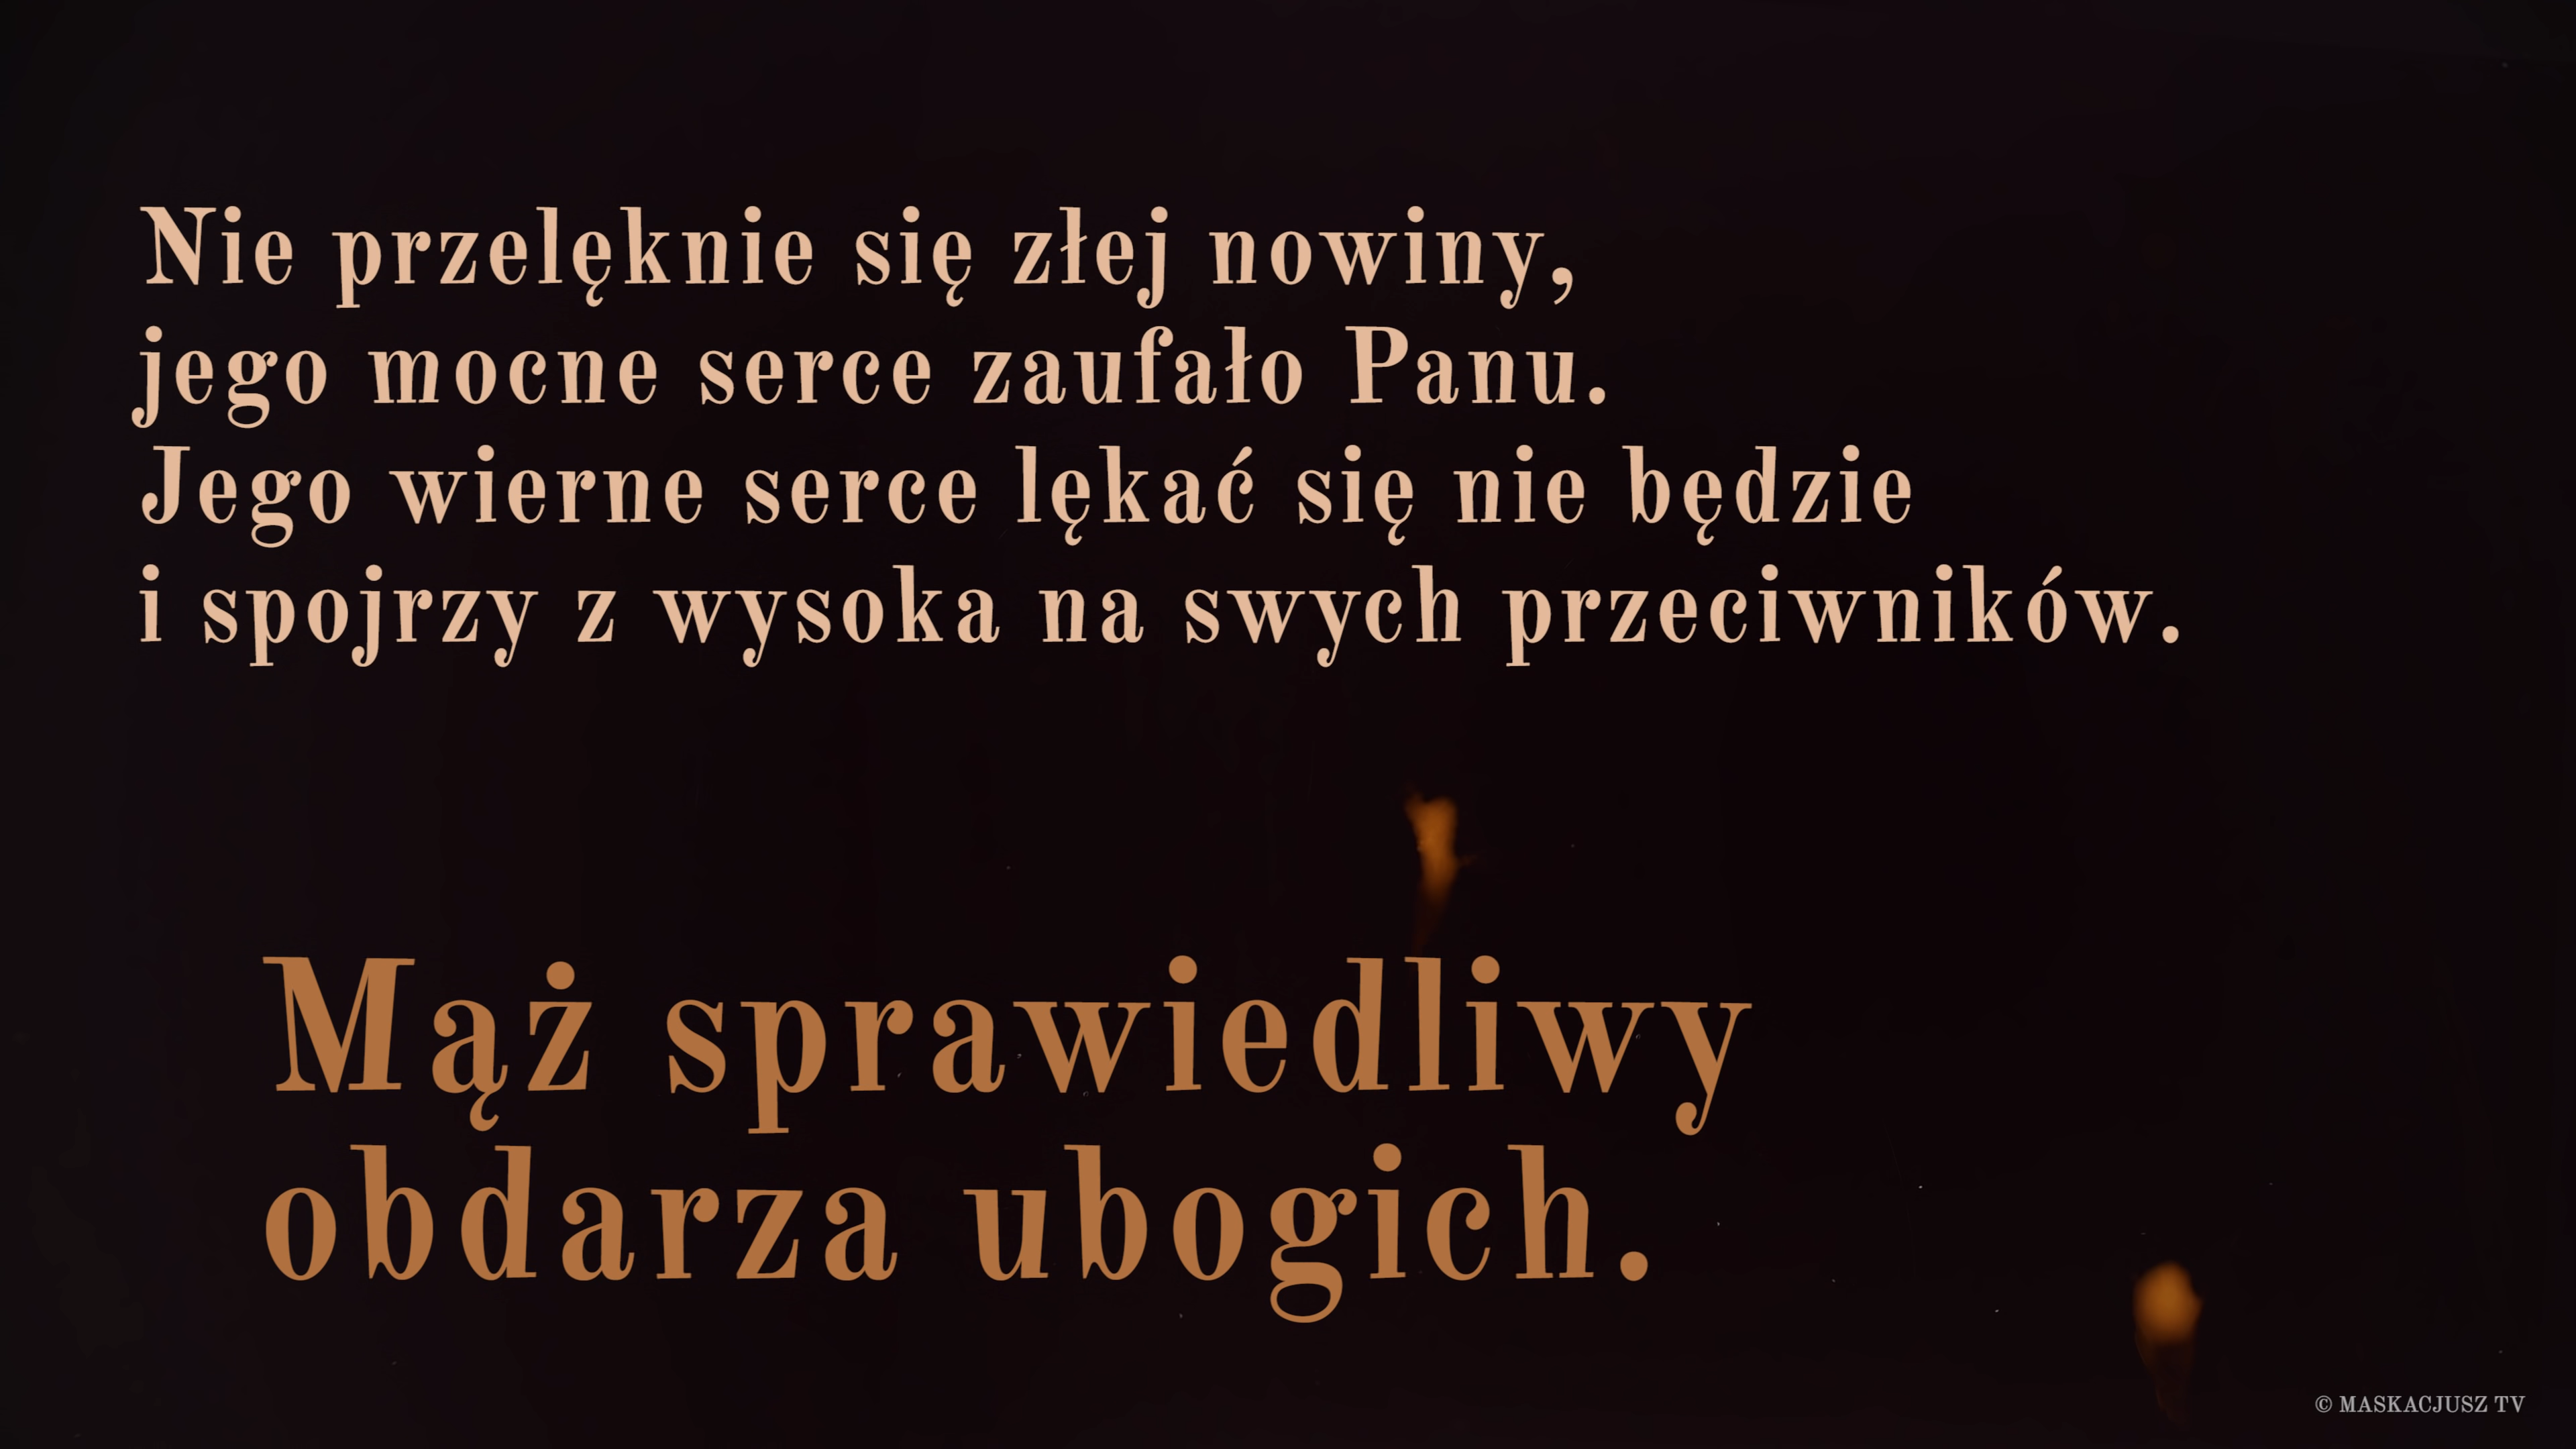 Nie przelęknie się złej nowiny,
jego mocne serce zaufało Panu.
Jego wierne serce lękać się nie będzie
i spojrzy z wysoka na swych przeciwników.
Mąż sprawiedliwy
obdarza ubogich.
© MASKACJUSZ TV